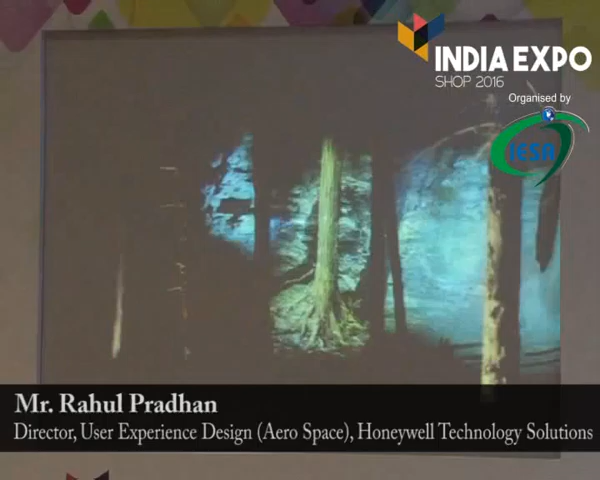 INDIA EXPO
SHOP 2016
Organised by
IESA
Mr. Rahul Pradhan
Director, User Experience Design (Aero Space), Honeywell Technology Solutions